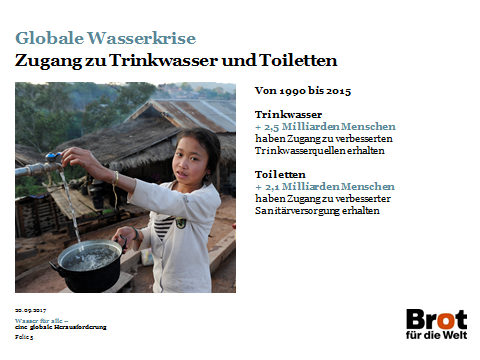 Globale Wasserkrise
Zugang zu Trinkwasser und Toiletten
Von 1990 bis 2015
Trinkwasser
+ 2,5 Milliarden Menschen
haben Zugang zu verbesserten
Trinkwasserquellen erhalten
Toiletten
+ 2,1 Milliarden Menschen
haben Zugang zu verbesserter
Sanitärversorgung erhalten
20.09.2017
Wasser für alle –
eine globale Herausforderung
Folie 5
Brot
für die Welt